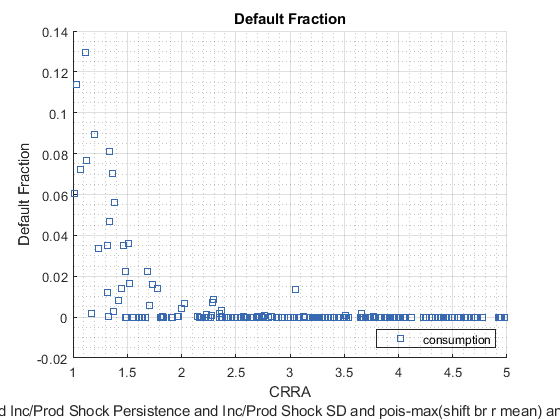 Default Fraction
0.14
0.12
0.1
0.08
0.06
0.04
0.02
0
-0.02
Default Fraction
consumption
1 1.5 2 2.5 3 3.5 4 4.5 5
CRRA
d Inc/Prod Shock Persistence and Inc/Prod Shock SD and pois-max(shift br r mean) an